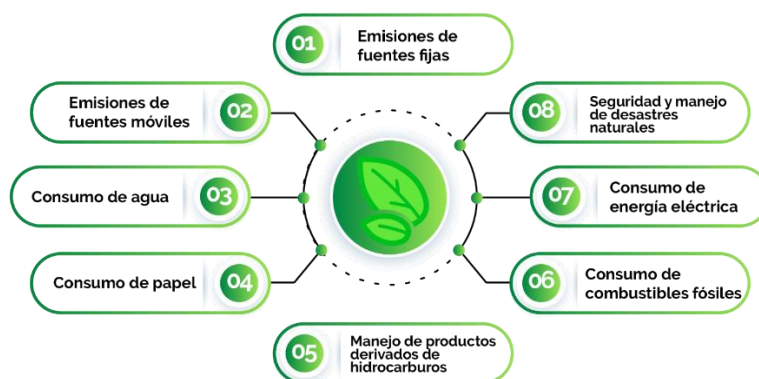 01
Emisiones de
fuentes fijas
02
Emisiones de
fuentes móviles
03
Consumo de agua
04
Consumo de papel
05
Manejo de productos
derivados de
hidrocarburos
06
Consumo de
combustibles fósiles
07
Consumo de
energía eléctrica
08
Seguridad y manejo
de desastres
naturales